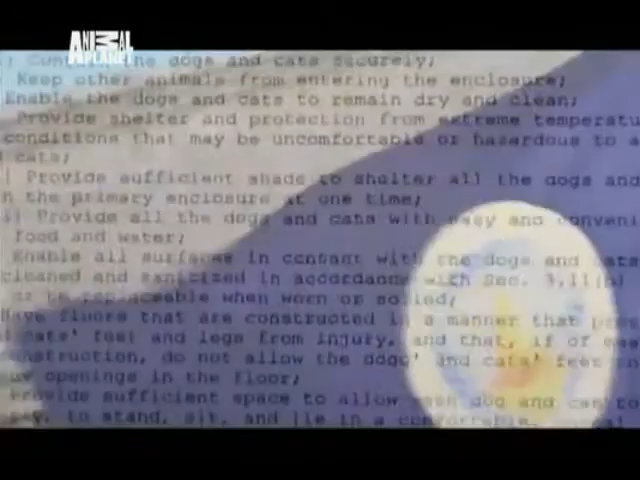 ANIMAL
PLANET
the dogs and cats securely;
Keep other animals from entering the enclosure;
Enable the dogs and cats to remain dry and clean;
Provide shelter and protection from extreme temperatu
conditions that may be uncomfortable or hazardous to a
cats;
Provide sufficient shade to shelter all the dogs and
n the primary enclosure at one time;
Provide all the dogs and cats with easy and conveni
food and water;
Enable all surfaces in contact with the dogs and cats
cleaned and sanitized in accordance with Sec. 3.11(b)
or be replaceable when worn or soiled;
Have floors that are constructed in a manner that
feet and legs from injury, and that, if of
do not allow the dogs' and cats' feet
openings in the floor;
Provide sufficient space to allow each dog and cat to
to stand, sit, and lie in a comfortable,